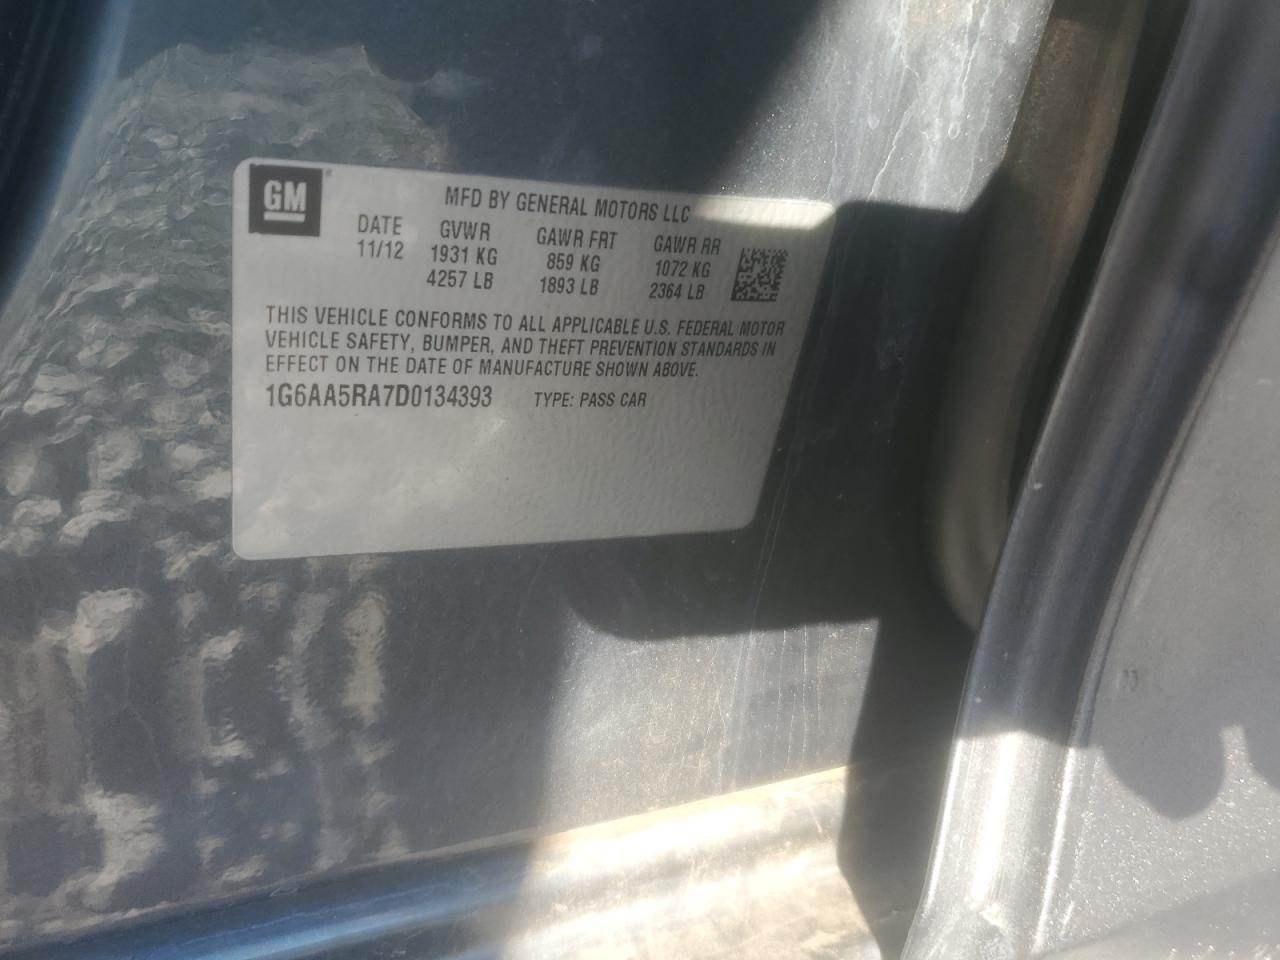 GM
MFD BY GENERAL MOTORS LLC
DATE GVWR GAWR FRT GAWR RR
11/12 1931 KG 859 KG 1072 KG
4257 LB 1893 LB 2364 LB
THIS VEHICLE CONFORMS TO ALL APPLICABLE U.S. FEDERAL MOTOR
VEHICLE SAFETY, BUMPER, AND THEFT PREVENTION STANDARDS IN
EFFECT ON THE DATE OF MANUFACTURE SHOWN ABOVE.
1G6AA5RA7D0134393 TYPE: PASS CAR